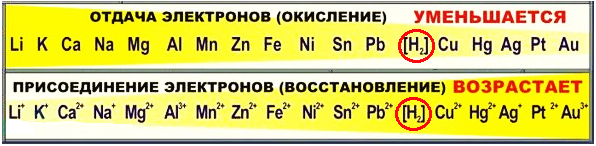 ОТДАЧА ЭЛЕКТРОНОВ (ОКИСЛЕНИЕ) УМЕНЬШАЕТСЯ
Li K Ca Na Mg Al Mn Zn Fe Ni Sn Pb [H₂] Cu Hg Ag Pt Au
ПРИСОЕДИНЕНИЕ ЭЛЕКТРОНОВ (ВОССТАНОВЛЕНИЕ) ВОЗРАСТАЕТ
Li⁺ K⁺ Ca²⁺ Na⁺ Mg²⁺ Al³⁺ Mn²⁺ Zn²⁺ Fe²⁺ Ni²⁺ Sn²⁺ Pb²⁺ [H₂] Cu²⁺ Hg²⁺ Ag⁺ Pt²⁺ Au³⁺